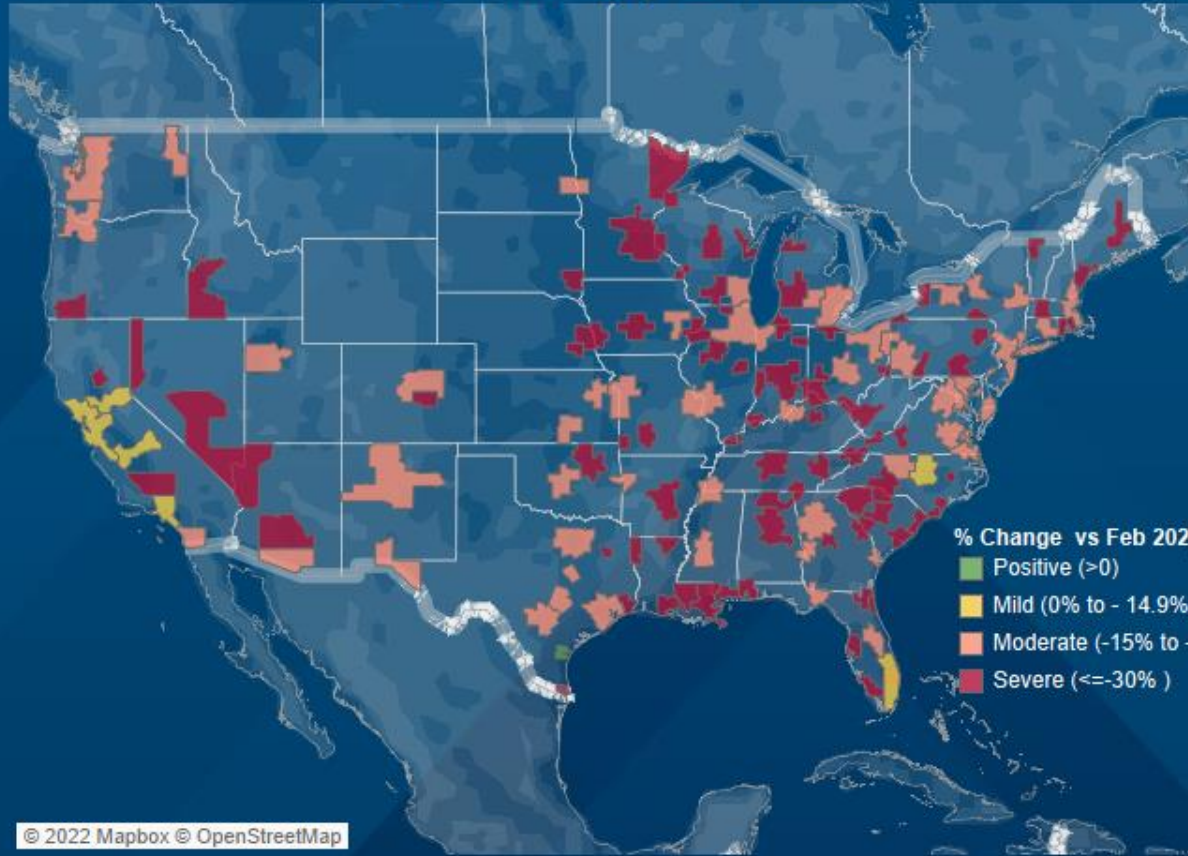 % Change vs Feb 202
Positive (>0)
Mild (0% to - 14.9%
Moderate (-15% to -
Severe (<=-30% )
© 2022 Mapbox © OpenStreetMap